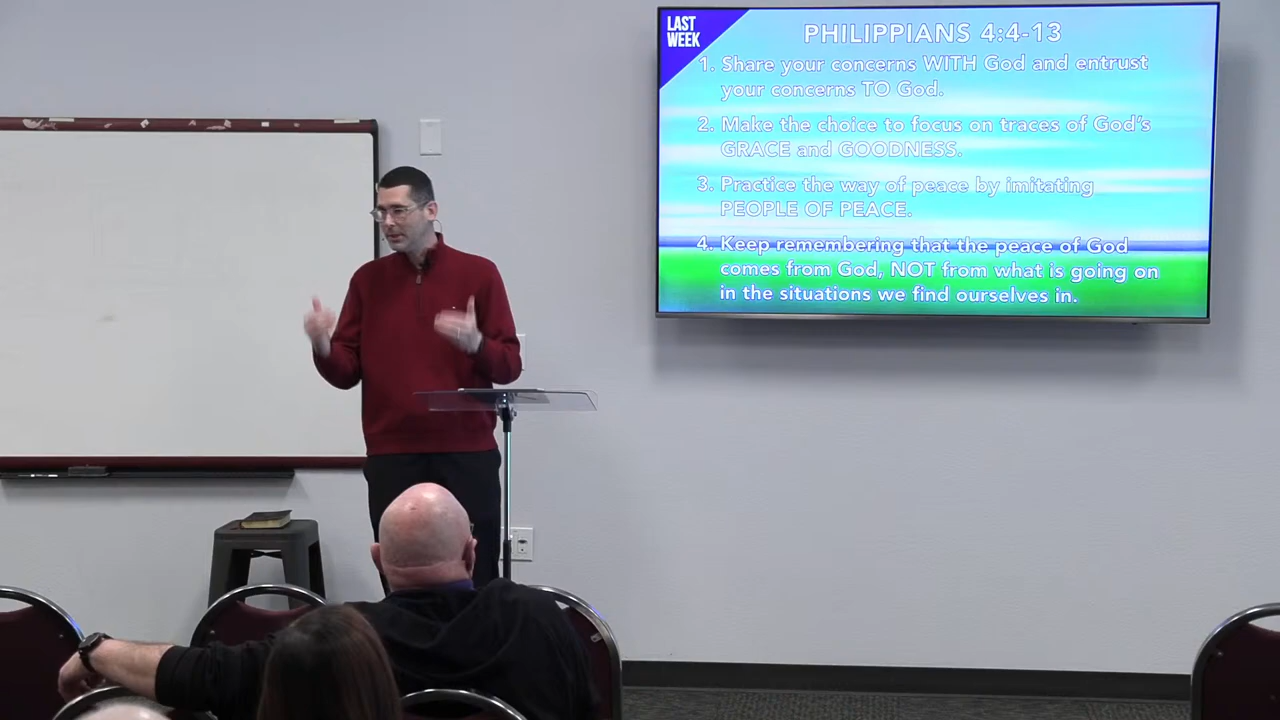 LAST
WEEK
PHILIPPIANS 4:4-13
1. Share your concerns WITH God and entrust
your concerns TO God.
2. Make the choice to focus on traces of God's
GRACE and GOODNESS.
3. Practice the way of peace by imitating
PEOPLE OF PEACE.
4. Keep remembering that the peace of God
comes from God, NOT from what is going on
in the situations we find ourselves in.